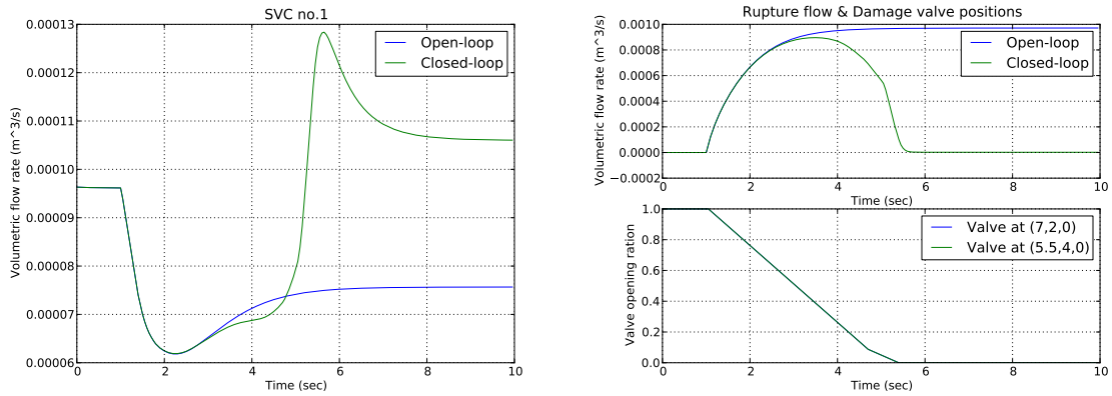 SVC no.1
Volumetric flow rate (m^3/s)
0.00013
0.00012
0.00011
0.00010
0.00009
0.00008
0.00007
0.00006
Open-loop
Closed-loop
0 2 4 6 8 10
Time (sec)
Rupture flow & Damage valve positions
Volumetric flow rate (m^3/s)
0.0010
0.0008
0.0006
0.0004
0.0002
0.0000
−0.0002
Open-loop
Closed-loop
0 2 4 6 8 10
Time (sec)
Valve opening ration
1.0
0.8
0.6
0.4
0.2
0.0
Valve at (7,2,0)
Valve at (5.5,4,0)
0 2 4 6 8 10
Time (sec)